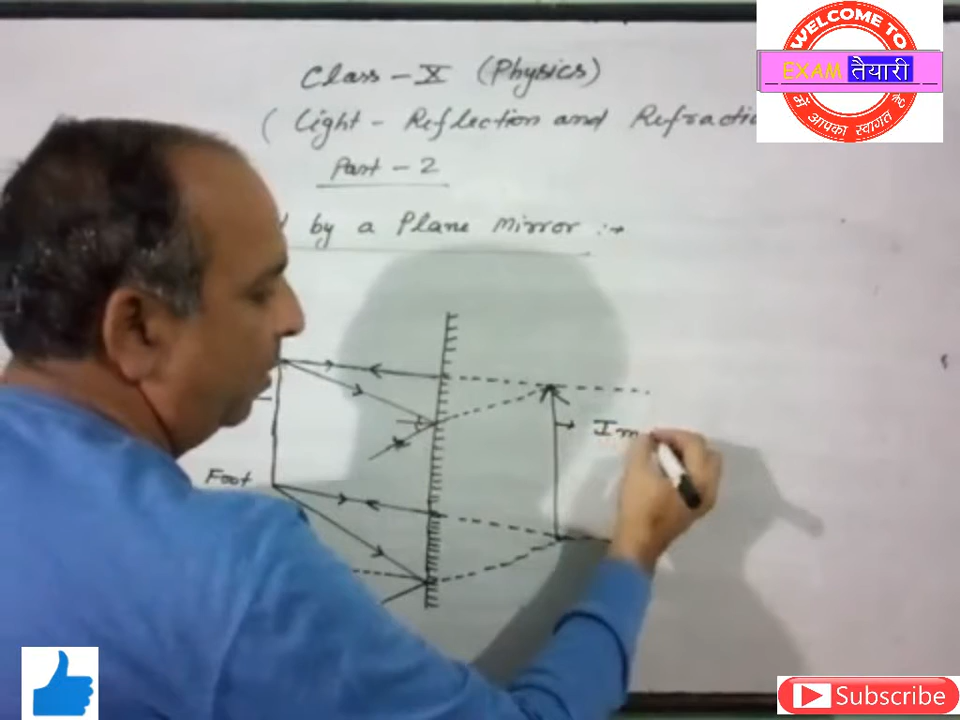 WELCOME TO
EXAM तैयारी
में आपका स्वागत है
Class - X (Physics)
( Light - Reflection and Refractio
Part - 2
by a Plane Mirror :-
Im
Foot
Subscribe